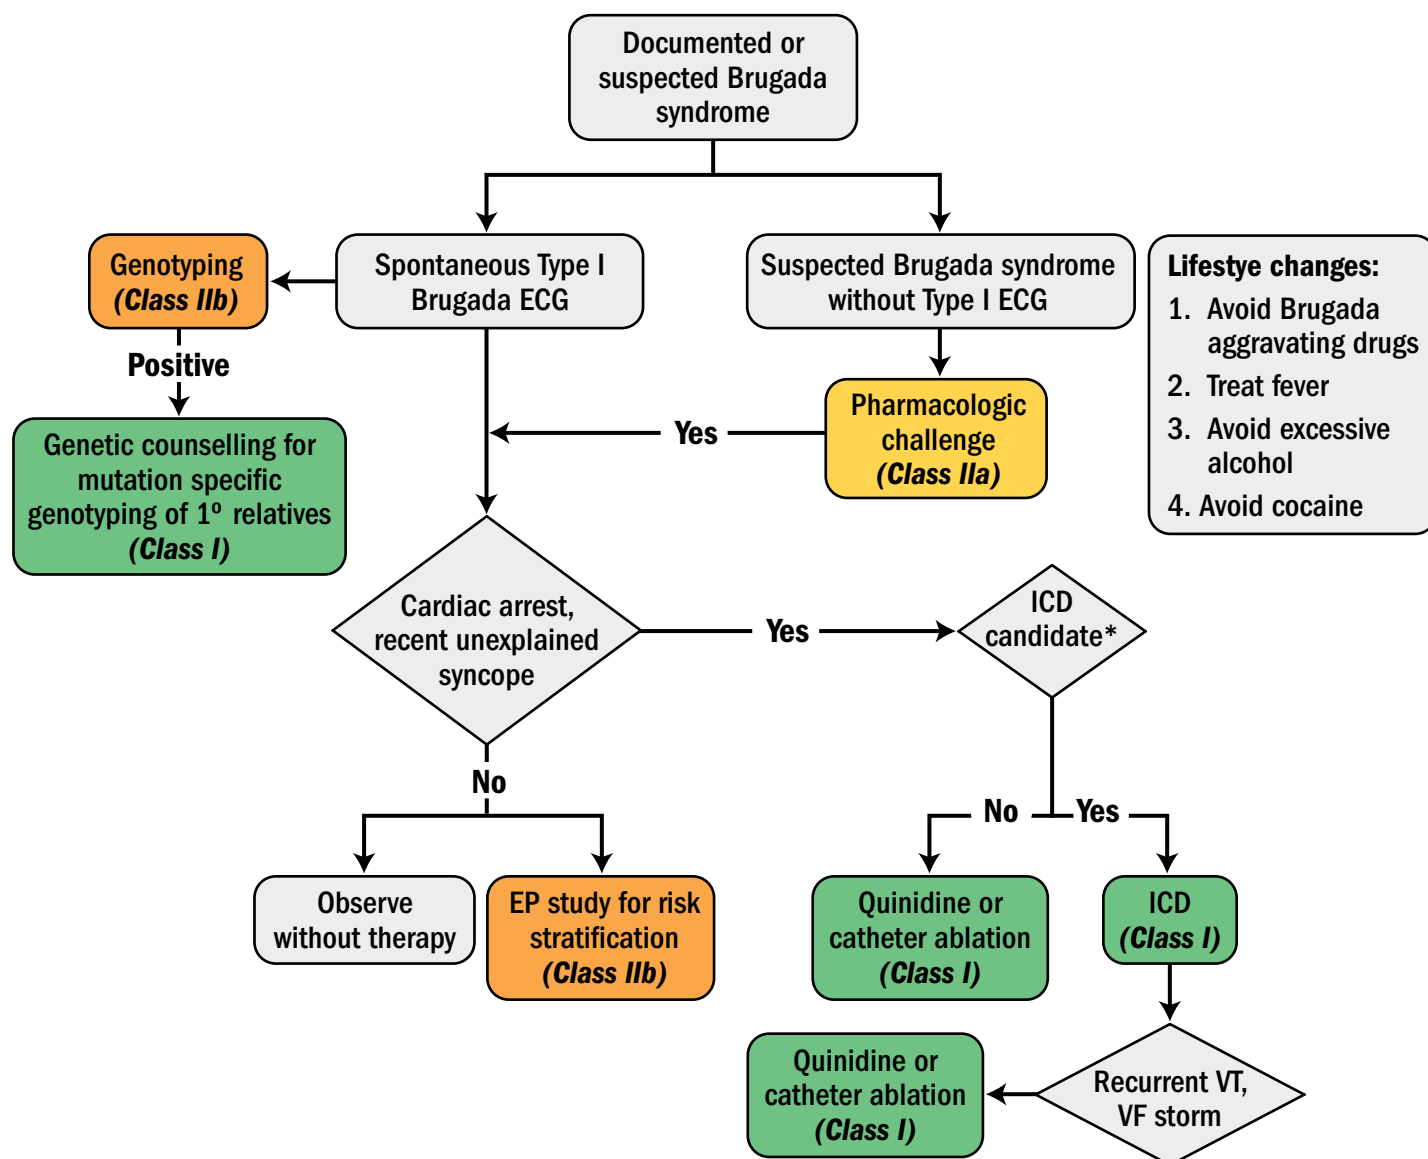 Documented or
suspected Brugada
syndrome
Genotyping
(Class IIb)
Spontaneous Type I
Brugada ECG
Suspected Brugada syndrome
without Type I ECG
Lifestye changes:
1. Avoid Brugada
aggravating drugs
2. Treat fever
3. Avoid excessive
alcohol
4. Avoid cocaine
Positive
Genetic counselling for
mutation specific
genotyping of 1º relatives
(Class I)
Yes
Pharmacologic
challenge
(Class IIa)
Cardiac arrest,
recent unexplained
syncope
Yes
ICD
candidate*
No
No
Yes
Observe
without therapy
EP study for risk
stratification
(Class IIb)
Quinidine or
catheter ablation
(Class I)
ICD
(Class I)
Quinidine or
catheter ablation
(Class I)
Recurrent VT,
VF storm